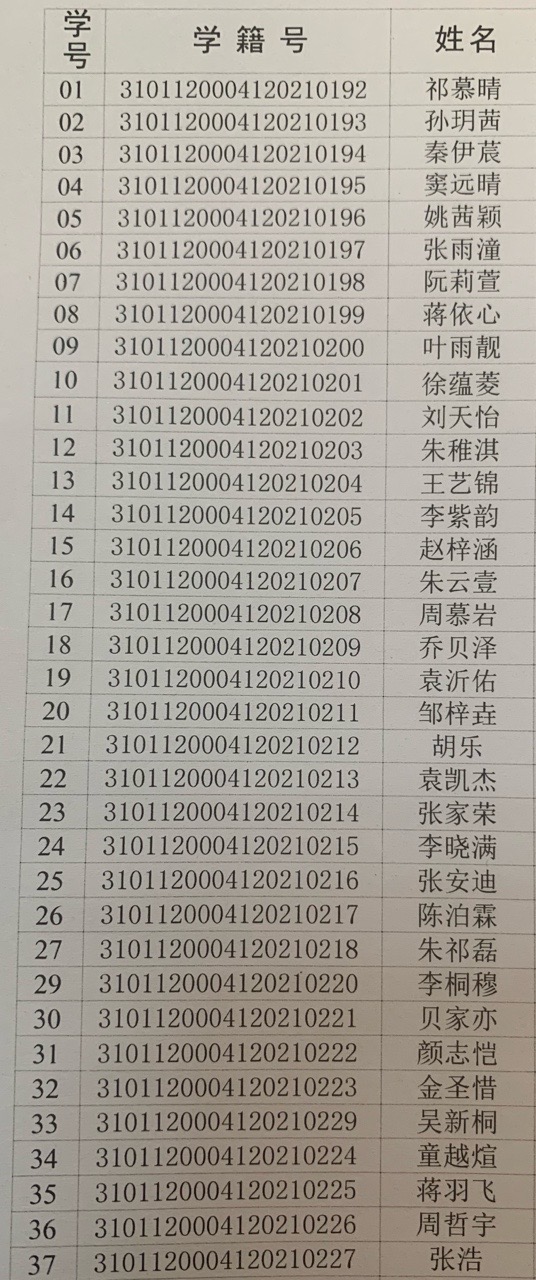 学号 学籍号 姓名
01 3101120004120210192 祁慕晴
02 3101120004120210193 孙玥茜
03 3101120004120210194 秦伊莀
04 3101120004120210195 窦远晴
05 3101120004120210196 姚茜颖
06 3101120004120210197 张雨潼
07 3101120004120210198 阮莉萱
08 3101120004120210199 蒋依心
09 3101120004120210200 叶雨靓
10 3101120004120210201 徐蕴菱
11 3101120004120210202 刘天怡
12 3101120004120210203 朱稚淇
13 3101120004120210204 王艺锦
14 3101120004120210205 李紫韵
15 3101120004120210206 赵梓涵
16 3101120004120210207 朱云壹
17 3101120004120210208 周慕岩
18 3101120004120210209 乔贝泽
19 3101120004120210210 袁沂佑
20 3101120004120210211 邹梓垚
21 3101120004120210212 胡乐
22 3101120004120210213 袁凯杰
23 3101120004120210214 张家荣
24 3101120004120210215 李晓满
25 3101120004120210216 张安迪
26 3101120004120210217 陈泊霖
27 3101120004120210218 朱祁磊
29 3101120004120210220 李桐穆
30 3101120004120210221 贝家亦
31 3101120004120210222 颜志恺
32 3101120004120210223 金圣惜
33 3101120004120210229 吴新桐
34 3101120004120210224 童越煊
35 3101120004120210225 蒋羽飞
36 3101120004120210226 周哲宇
37 3101120004120210227 张浩